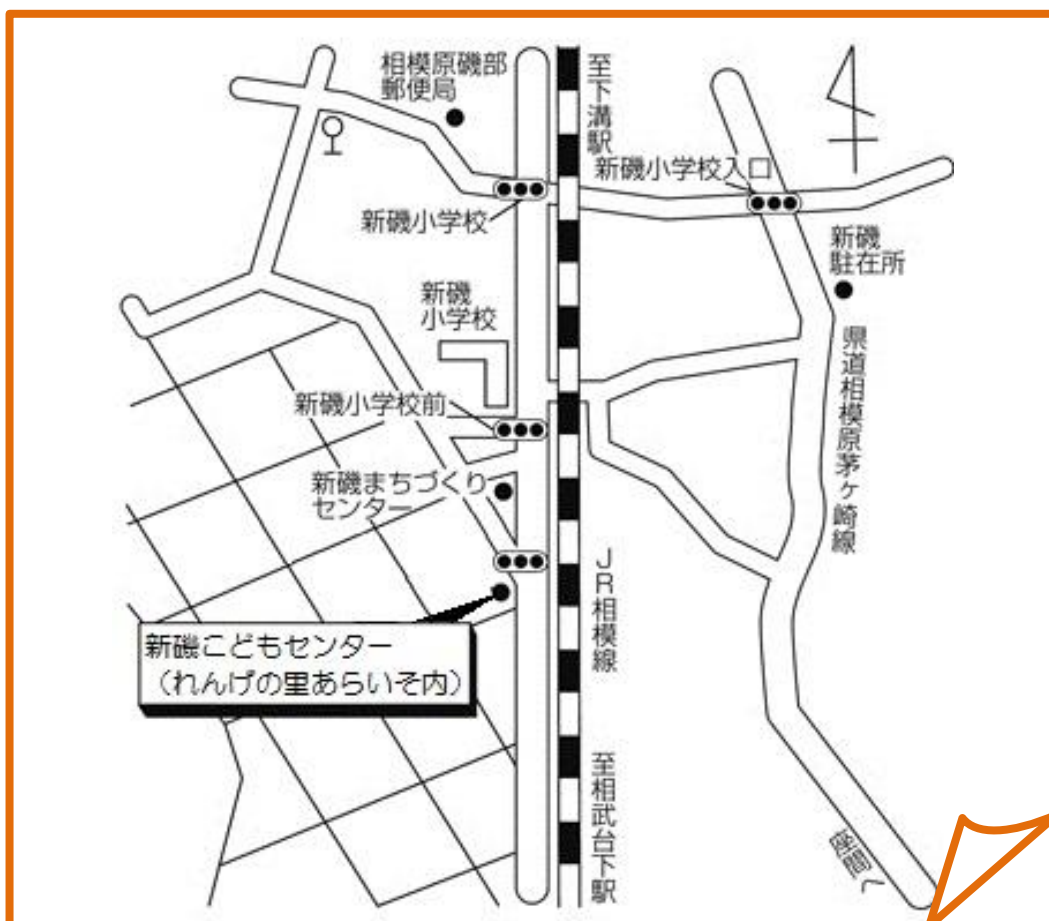 相模原磯部
郵便局
至下溝駅
新磯小学校入口
新磯小学校
新磯
駐在所
新磯
小学校
県道相模原茅ヶ崎線
新磯小学校前
新磯まちづくり
センター
JR相模線
新磯こどもセンター
（れんげの里あらいそ内）
至相武台下駅
座間へ